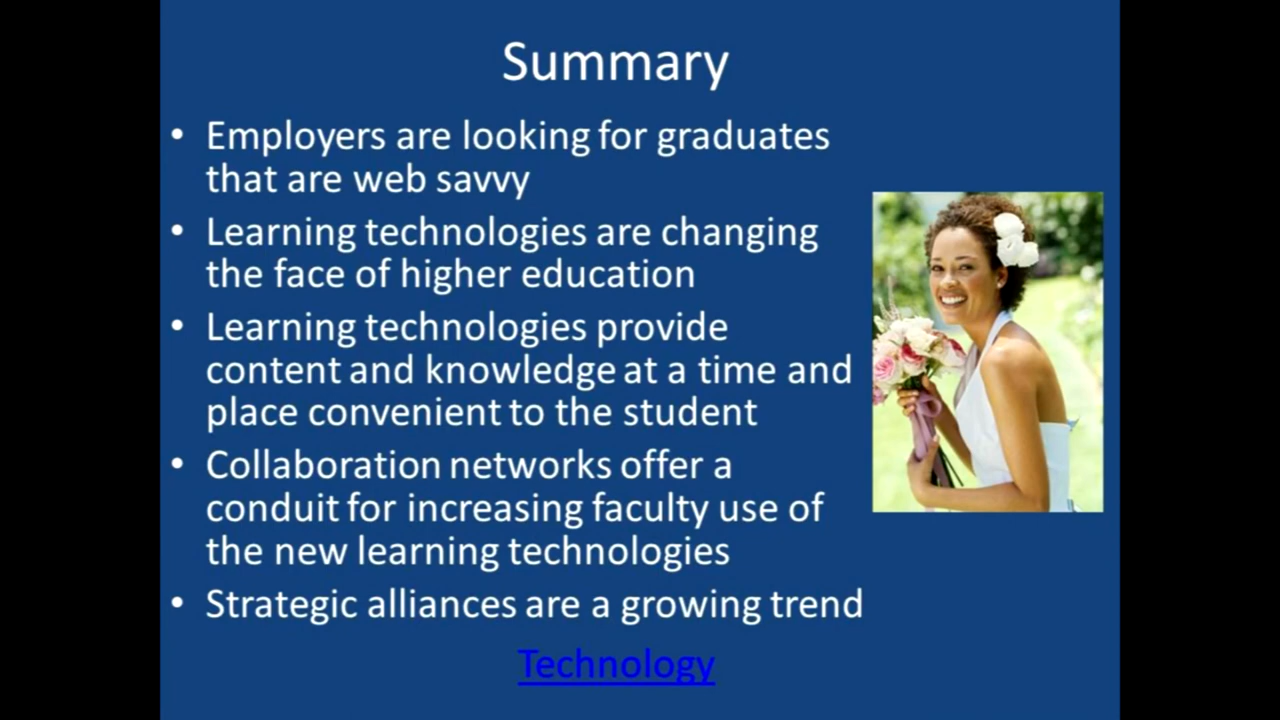 Summary
• Employers are looking for graduates
that are web savvy
• Learning technologies are changing
the face of higher education
• Learning technologies provide
content and knowledge at a time and
place convenient to the student
• Collaboration networks offer a
conduit for increasing faculty use of
the new learning technologies
• Strategic alliances are a growing trend
Technology